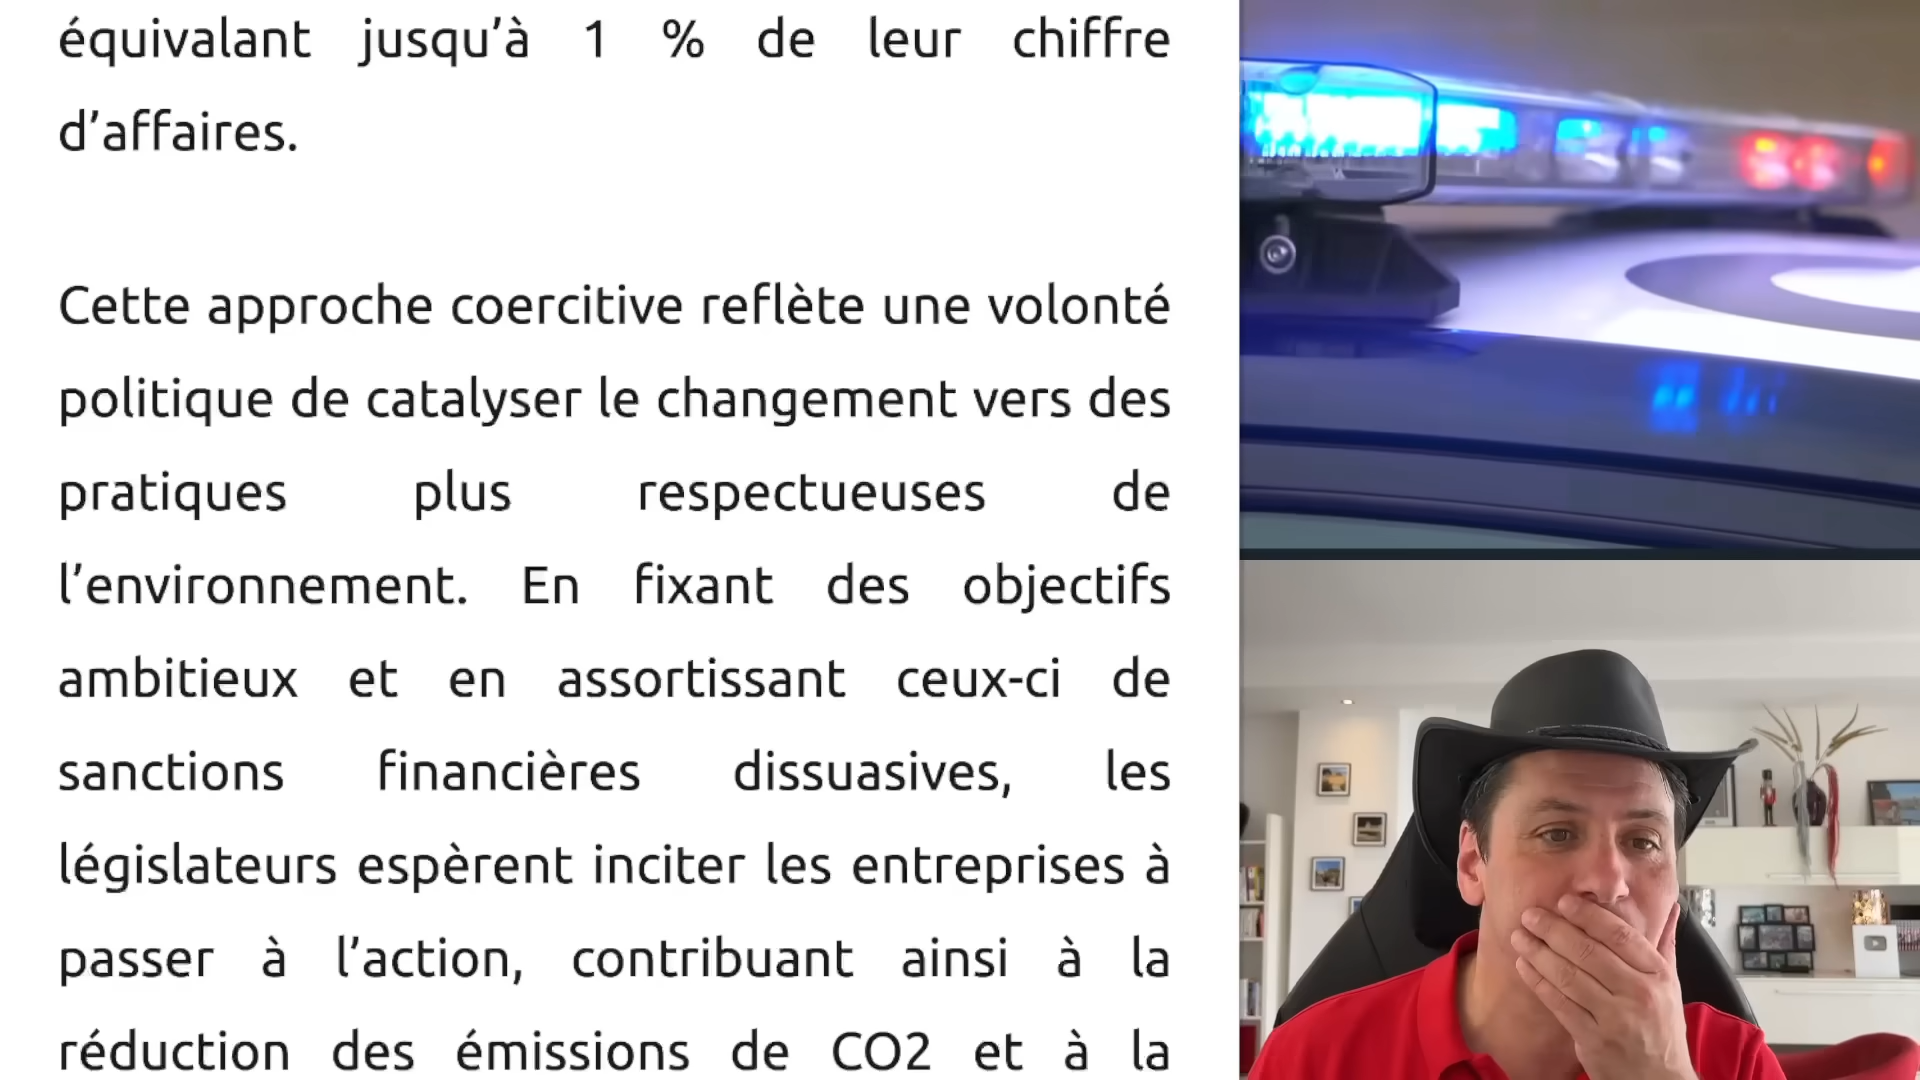 équivalant jusqu’à 1 % de leur chiffre
d’affaires.
Cette approche coercitive reflète une volonté
politique de catalyser le changement vers des
pratiques plus respectueuses de
l’environnement. En fixant des objectifs
ambitieux et en assortissant ceux-ci de
sanctions financières dissuasives, les
législateurs espèrent inciter les entreprises à
passer à l’action, contribuant ainsi à la
réduction des émissions de CO2 et à la